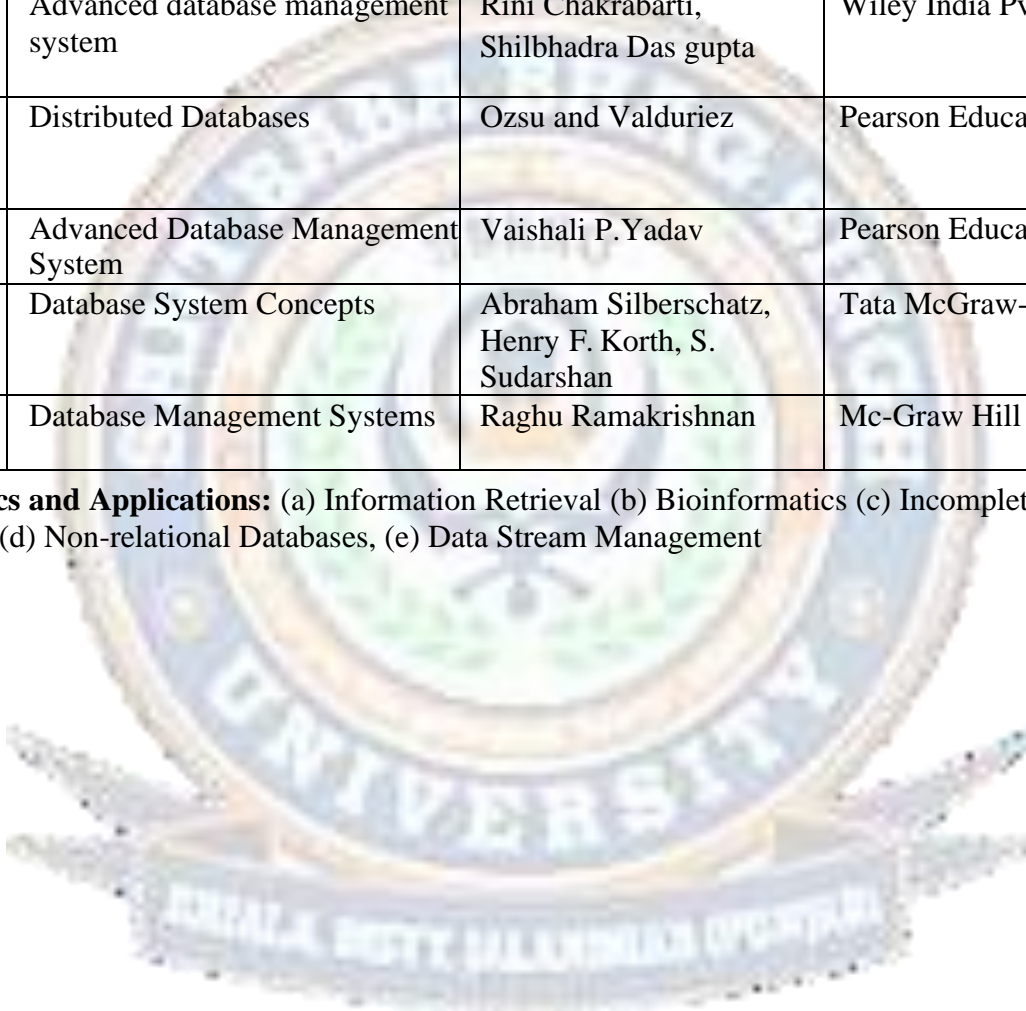 Advanced database management Rini Chakrabarti, Wiley India Pv
system Shilbhadra Das gupta
Distributed Databases Ozsu and Valduriez Pearson Educa
Advanced Database Management Vaishali P.Yadav Pearson Educa
System
Database System Concepts Abraham Silberschatz, Tata McGraw-
Henry F. Korth, S.
Sudarshan
Database Management Systems Raghu Ramakrishnan Mc-Graw Hill
cs and Applications: (a) Information Retrieval (b) Bioinformatics (c) Incomplet
(d) Non-relational Databases, (e) Data Stream Management
UNIVERSITY